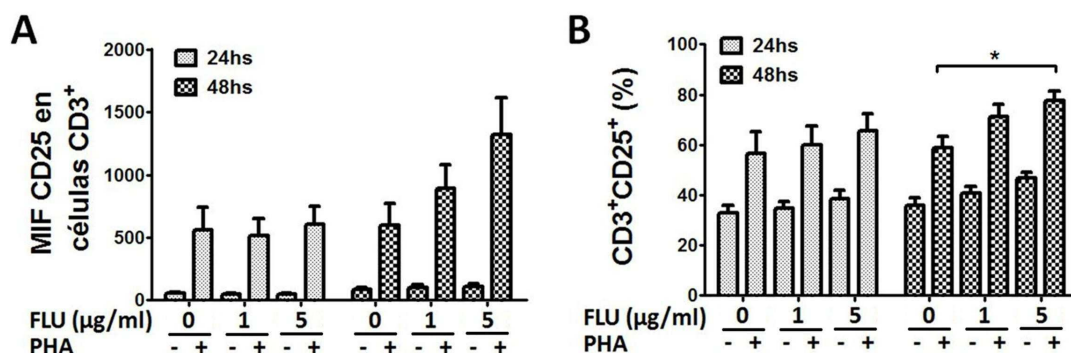 A
MIF CD25 en
células CD3+
2000
1500
1000
500
0
24hs
48hs
FLU (µg/ml) 0 1 5 0 1 5
PHA - + - + - + - + - + - +
B
CD3+CD25+ (%)
100
80
60
40
20
0
24hs
48hs
*
FLU (µg/ml) 0 1 5 0 1 5
PHA - + - + - + - + - + - +